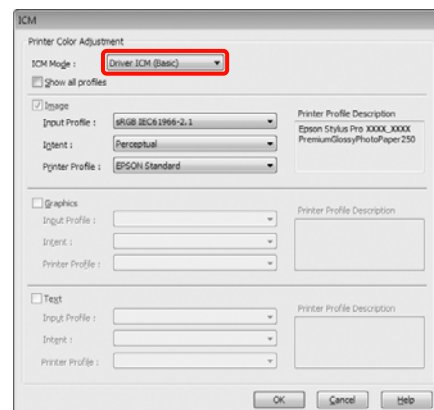 ICM
Printer Color Adjustment
ICM Mode : Driver ICM (Basic)
Show all profiles
Image
Input Profile : sRGB IEC61966-2.1
Intent : Perceptual
Printer Profile : EPSON Standard
Printer Profile Description
Epson Stylus Pro XXXX_XXXX
PremiumGlossyPhotoPaper250
Graphics
Input Profile :
Intent :
Printer Profile :
Printer Profile Description
Text
Input Profile :
Intent :
Printer Profile :
Printer Profile Description
OK Cancel Help